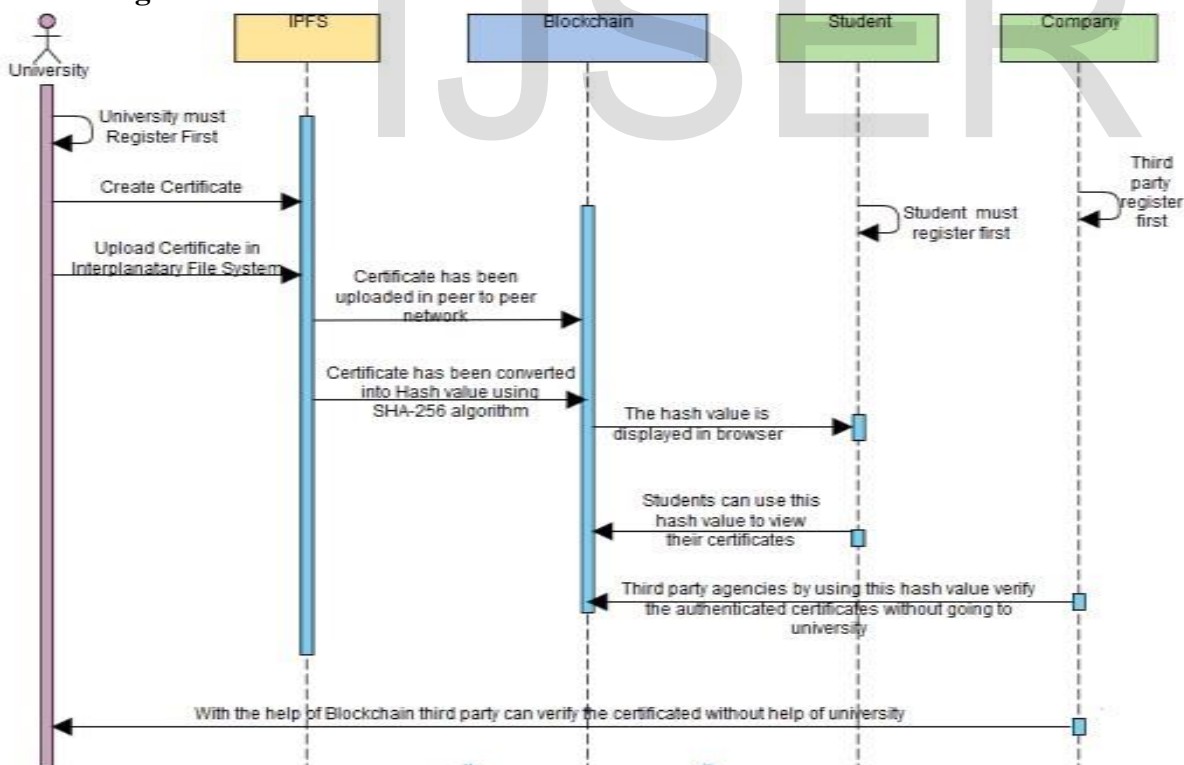 IJSER
IPFS
Blockchain
Student
Company
University
University must
Register First
Third
party
register
first
Create Certificate
Student must
register first
Upload Certificate in
Interplanatary File System
Certificate has been
uploaded in peer to peer
network
Certificate has been converted
into Hash value using
SHA-256 algorithm
The hash value is
displayed in browser
Students can use this
hash value to view
their certificates
Third party agencies by using this hash value verify
the authenticated certificates without going to
university
With the help of Blockchain third party can verify the certificated without help of university